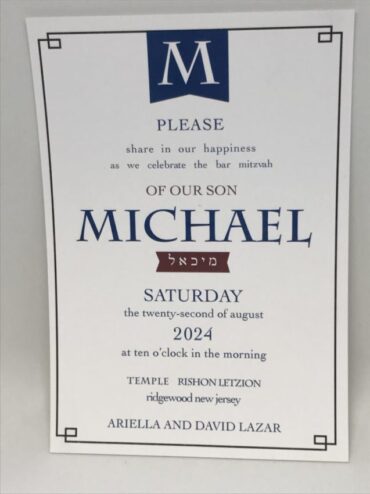 M
PLEASE
share in our happiness
as we celebrate the bar mitzvah
OF OUR SON
MICHAEL
מיכאל
SATURDAY
the twenty-second of august
2024
at ten o'clock in the morning
TEMPLE RISHON LETZION
ridgewood new jersey
ARIELLA AND DAVID LAZAR